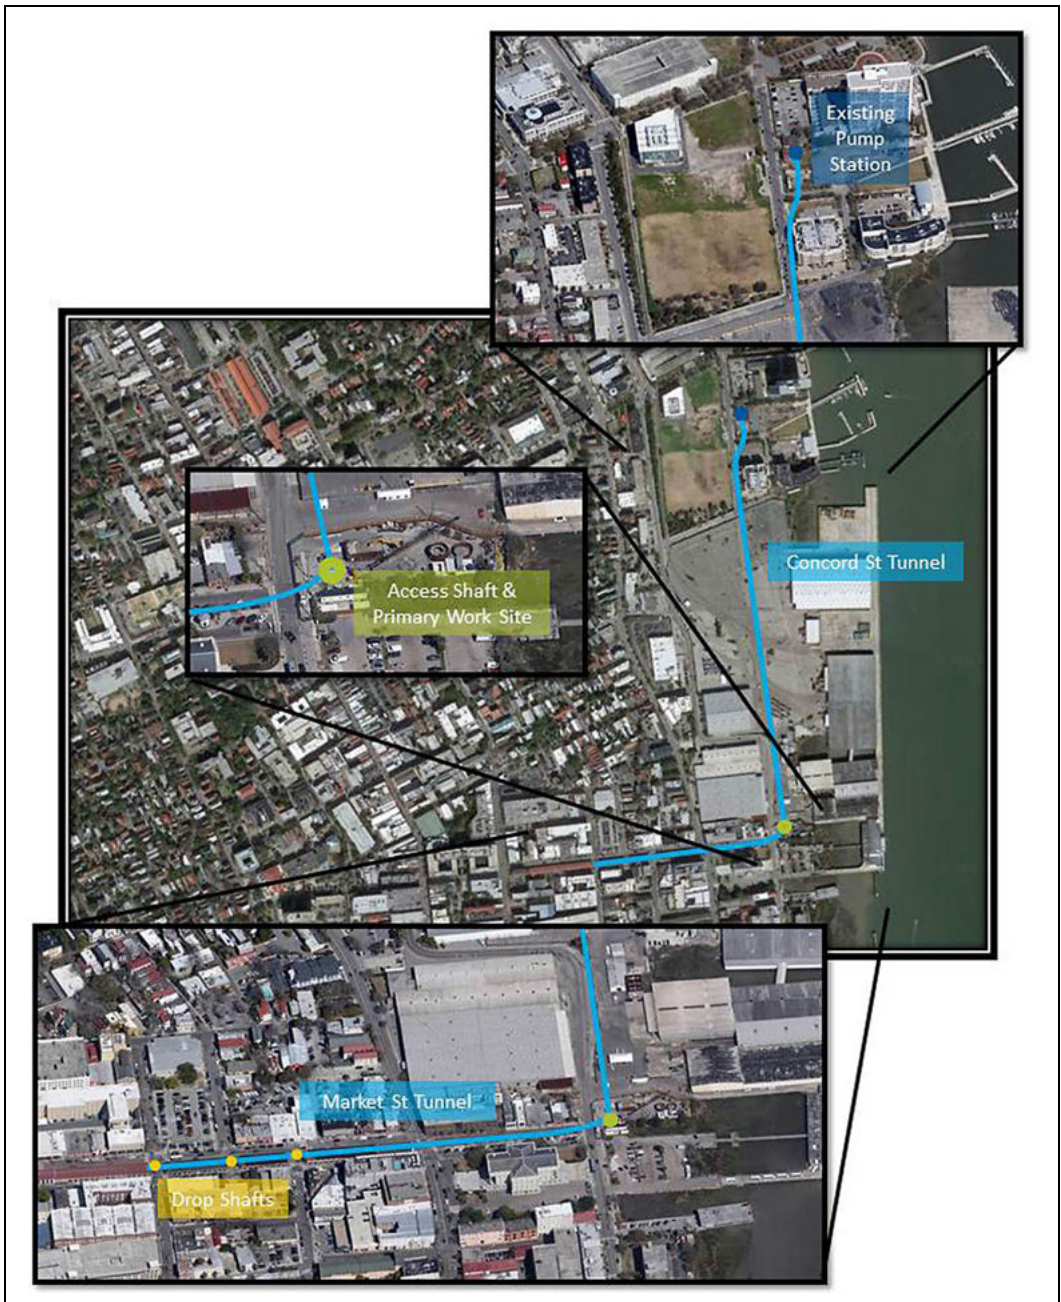 Existing
Pump
Station
Concord St Tunnel
Access Shaft &
Primary Work Site
Market St Tunnel
Drop Shafts